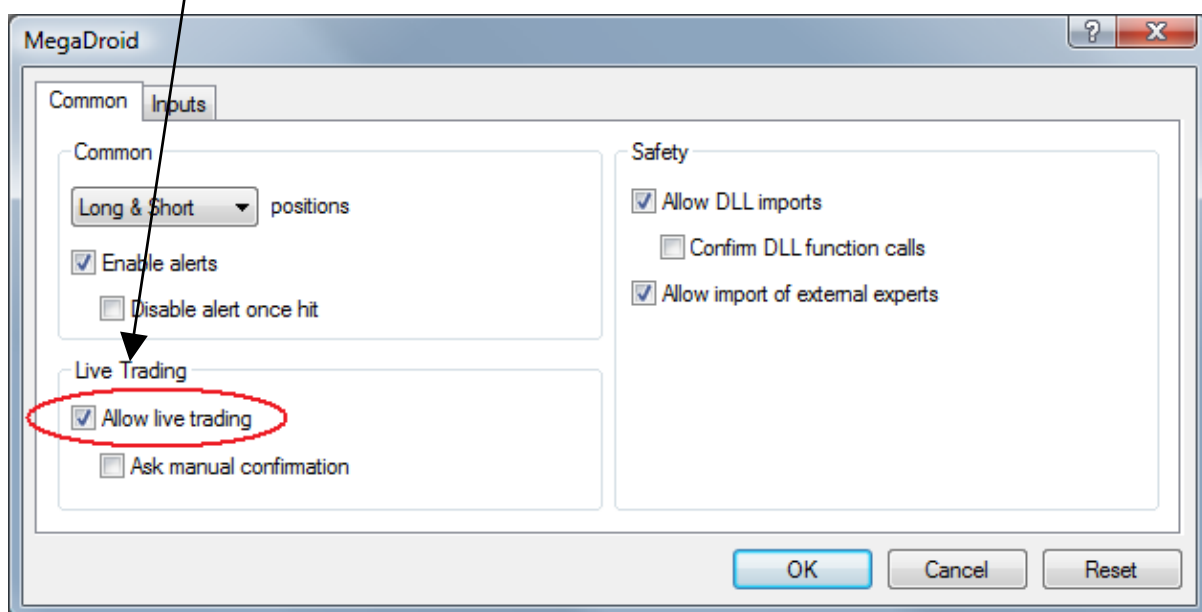 MegaDroid
Common
Inputs
Common
Long & Short
positions
Enable alerts
Disable alert once hit
Live Trading
Allow live trading
Ask manual confirmation
Safety
Allow DLL imports
Confirm DLL function calls
Allow import of external experts
OK
Cancel
Reset